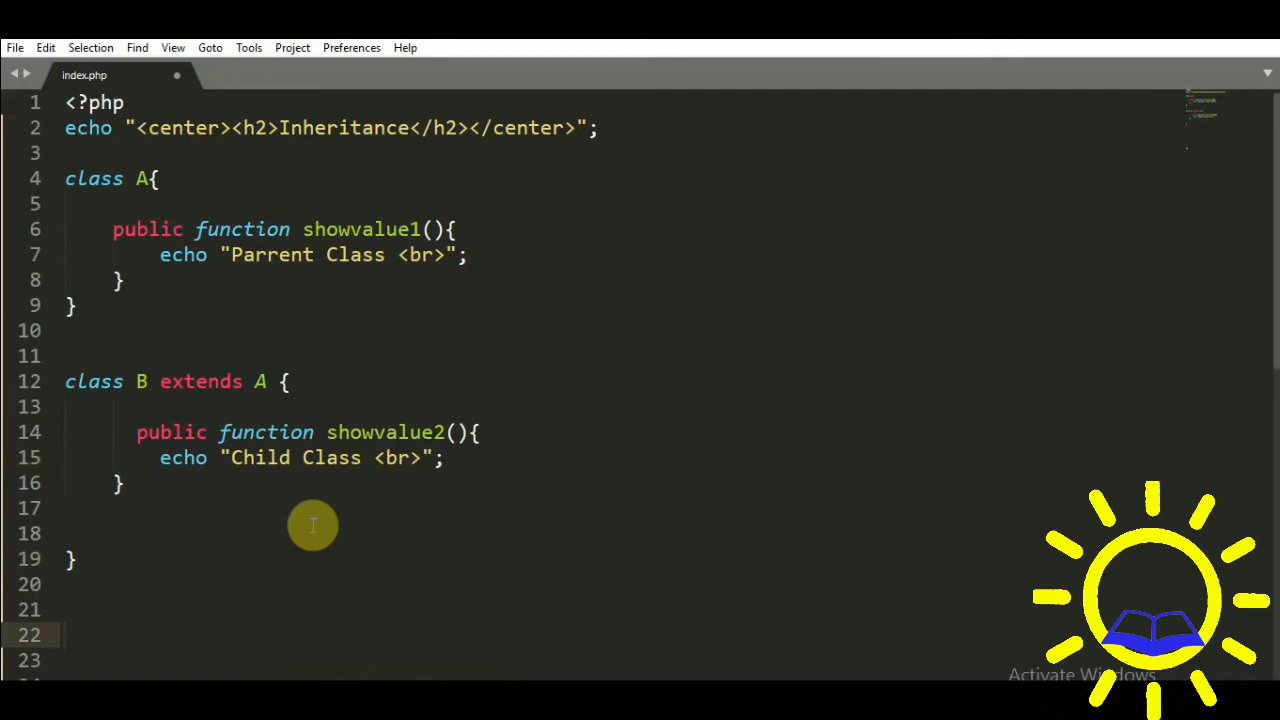 File Edit Selection Find View Goto Tools Project Preferences Help
index.php
1 <?php
2 echo "<center><h2>Inheritance</h2></center>";
3
4 class A{
5
6 public function showvalue1(){
7 echo "Parrent Class <br>";
8 }
9 }
10
11
12 class B extends A {
13
14 public function showvalue2(){
15 echo "Child Class <br>";
16 }
17
18
19 }
20
21
22
23
Activate Windows